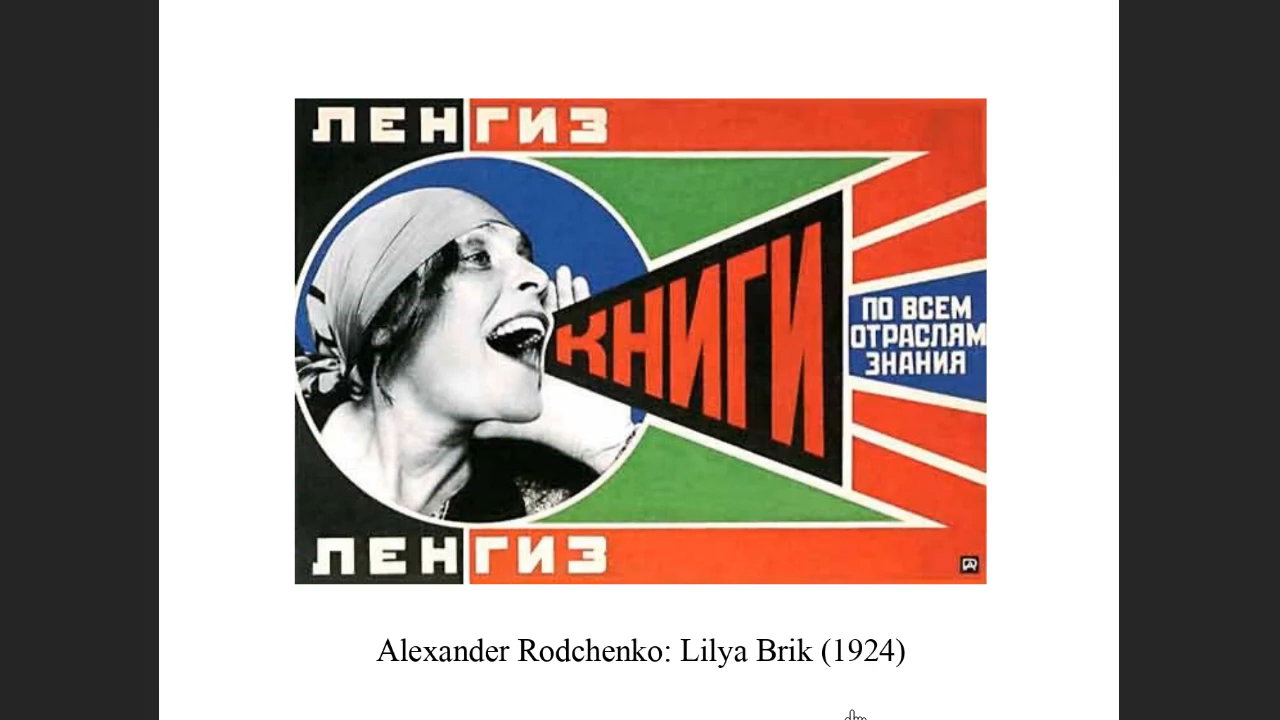 ЛЕНГИЗ
КНИГИ
ПО ВСЕМ
ОТРАСЛЯМ
ЗНАНИЯ
ЛЕНГИЗ
Alexander Rodchenko: Lilya Brik (1924)